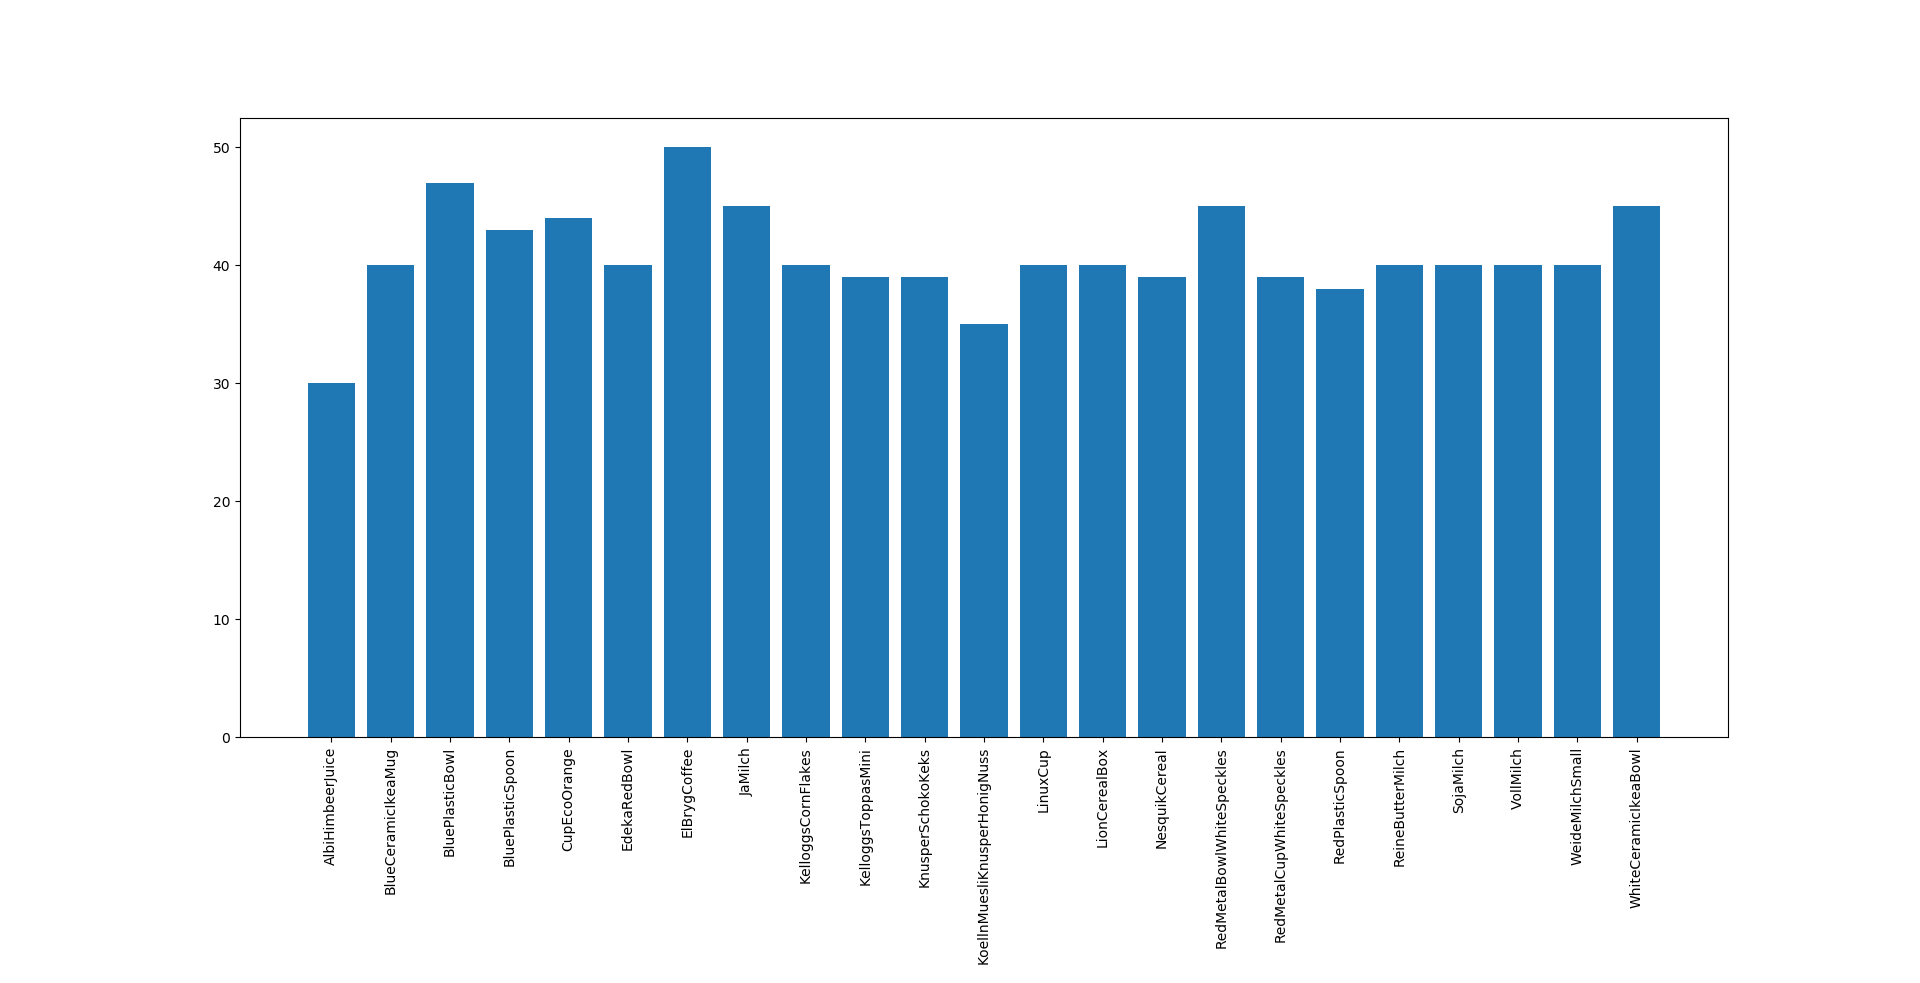 50
40
30
20
10
0
AlbiHimbeerJuice
BlueCeramicIkeaMug
BluePlasticBowl
BluePlasticSpoon
CupEcoOrange
EdekaRedBowl
ElBrygCoffee
JaMilch
KelloggsCornFlakes
KelloggsToppasMini
KnusperSchokoKeks
KoellnMuesliKnusperHonigNuss
LinuxCup
LionCerealBox
NesquikCereal
RedMetalBowlWhiteSpeckles
RedMetalCupWhiteSpeckles
RedPlasticSpoon
ReineButterMilch
SojaMilch
VollMilch
WeideMilchSmall
WhiteCeramicIkeaBowl